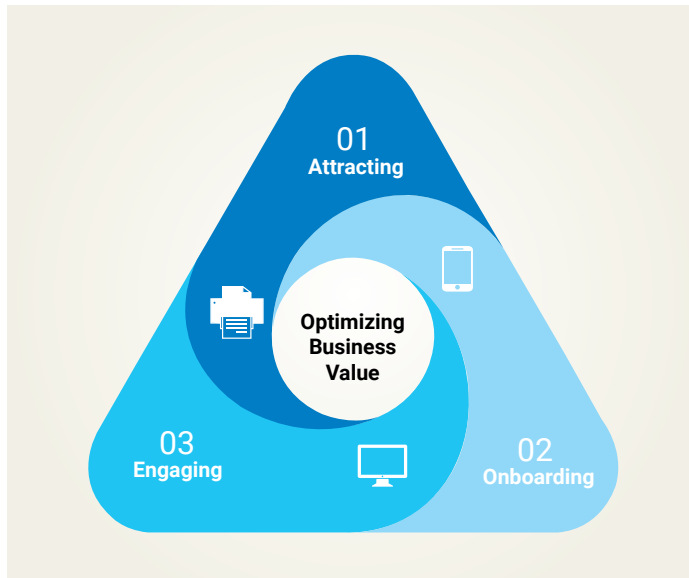 01
Attracting
Optimizing
Business
Value
03
Engaging
02
Onboarding